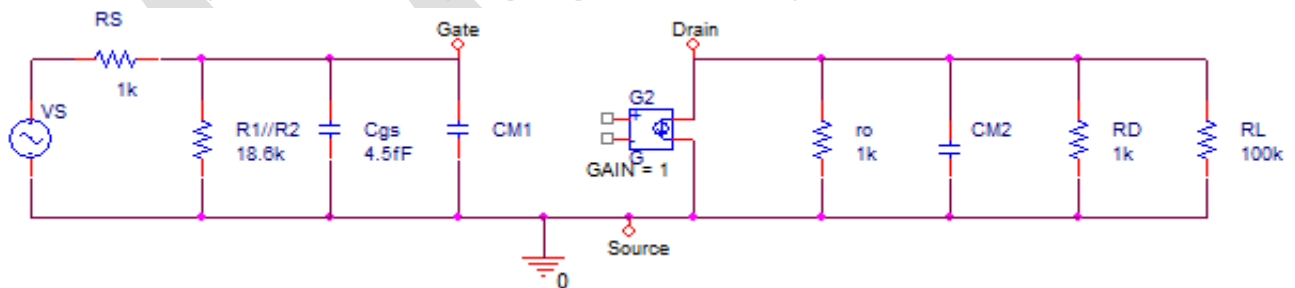 RS
1k
VS
R1//R2
18.6k
Cgs
4.5fF
Gate
CM1
G2
+
-
G
GAIN = 1
Drain
ro
1k
CM2
RD
1k
RL
100k
Source
0